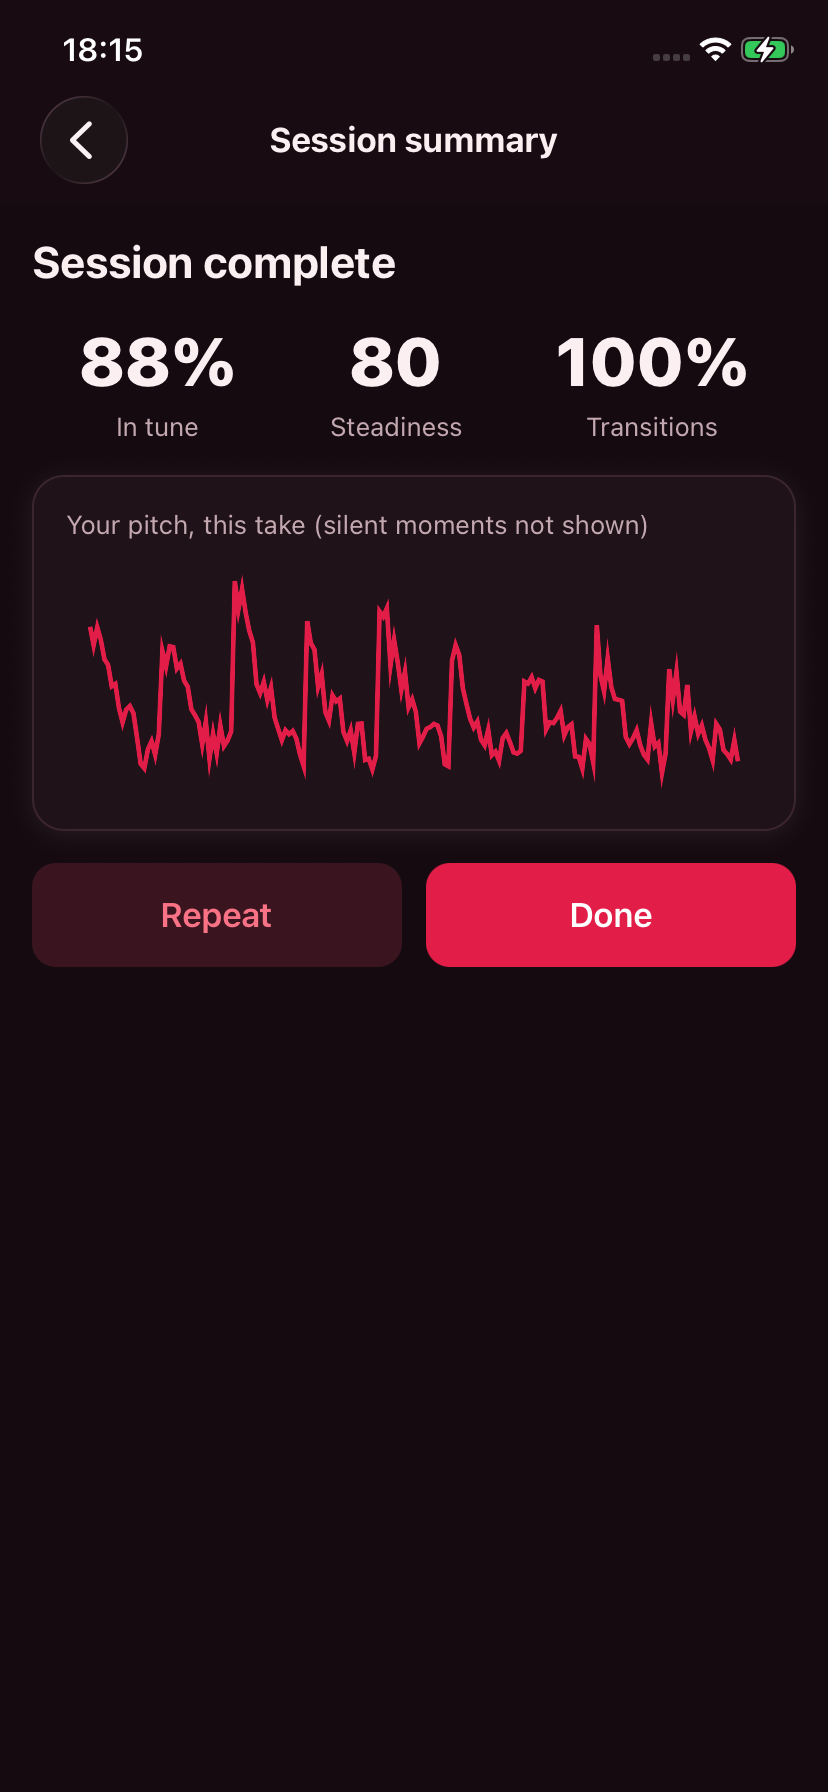 18:15
Session summary
Session complete
88% 80 100%
In tune Steadiness Transitions
Your pitch, this take (silent moments not shown)
Repeat Done